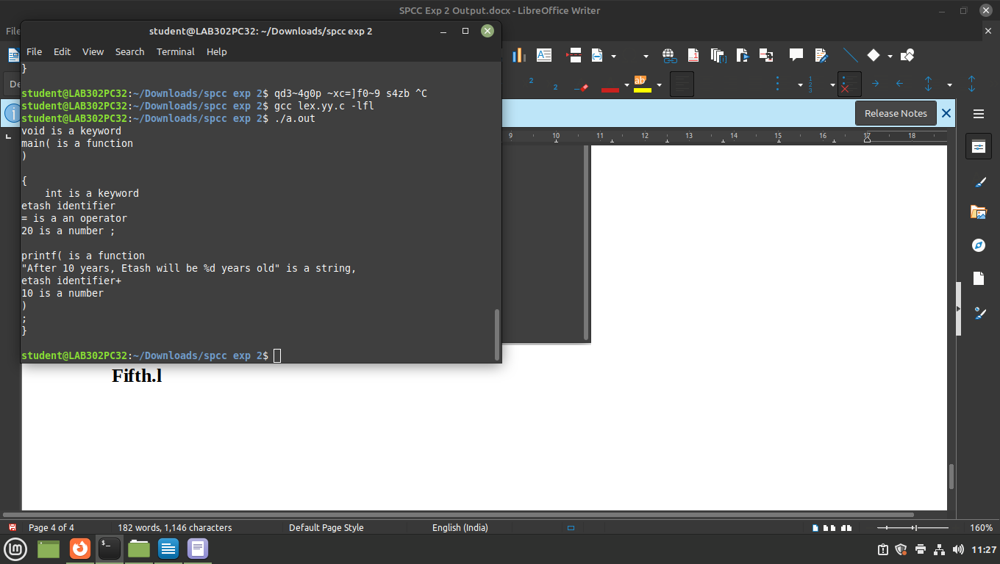 SPCC Exp 2 Output.docx - LibreOffice Writer
File
student@LAB302PC32: ~/Downloads/spcc exp 2
File Edit View Search Terminal Help
}
student@LAB302PC32:~/Downloads/spcc exp 2$ qd3~4g0p ~xc=]f0~9 s4zb ^C
student@LAB302PC32:~/Downloads/spcc exp 2$ gcc lex.yy.c -lfl
student@LAB302PC32:~/Downloads/spcc exp 2$ ./a.out
void is a keyword
main( is a function
)
{
    int is a keyword
etash identifier
= is a an operator
20 is a number ;
printf( is a function
"After 10 years, Etash will be %d years old" is a string,
etash identifier+
10 is a number
)
;
}
student@LAB302PC32:~/Downloads/spcc exp 2$
De
Release Notes
9 10 11 12 13 14 15 16 17 18
Fifth.l
Page 4 of 4 182 words, 1,146 characters Default Page Style English (India) 160%
11:27